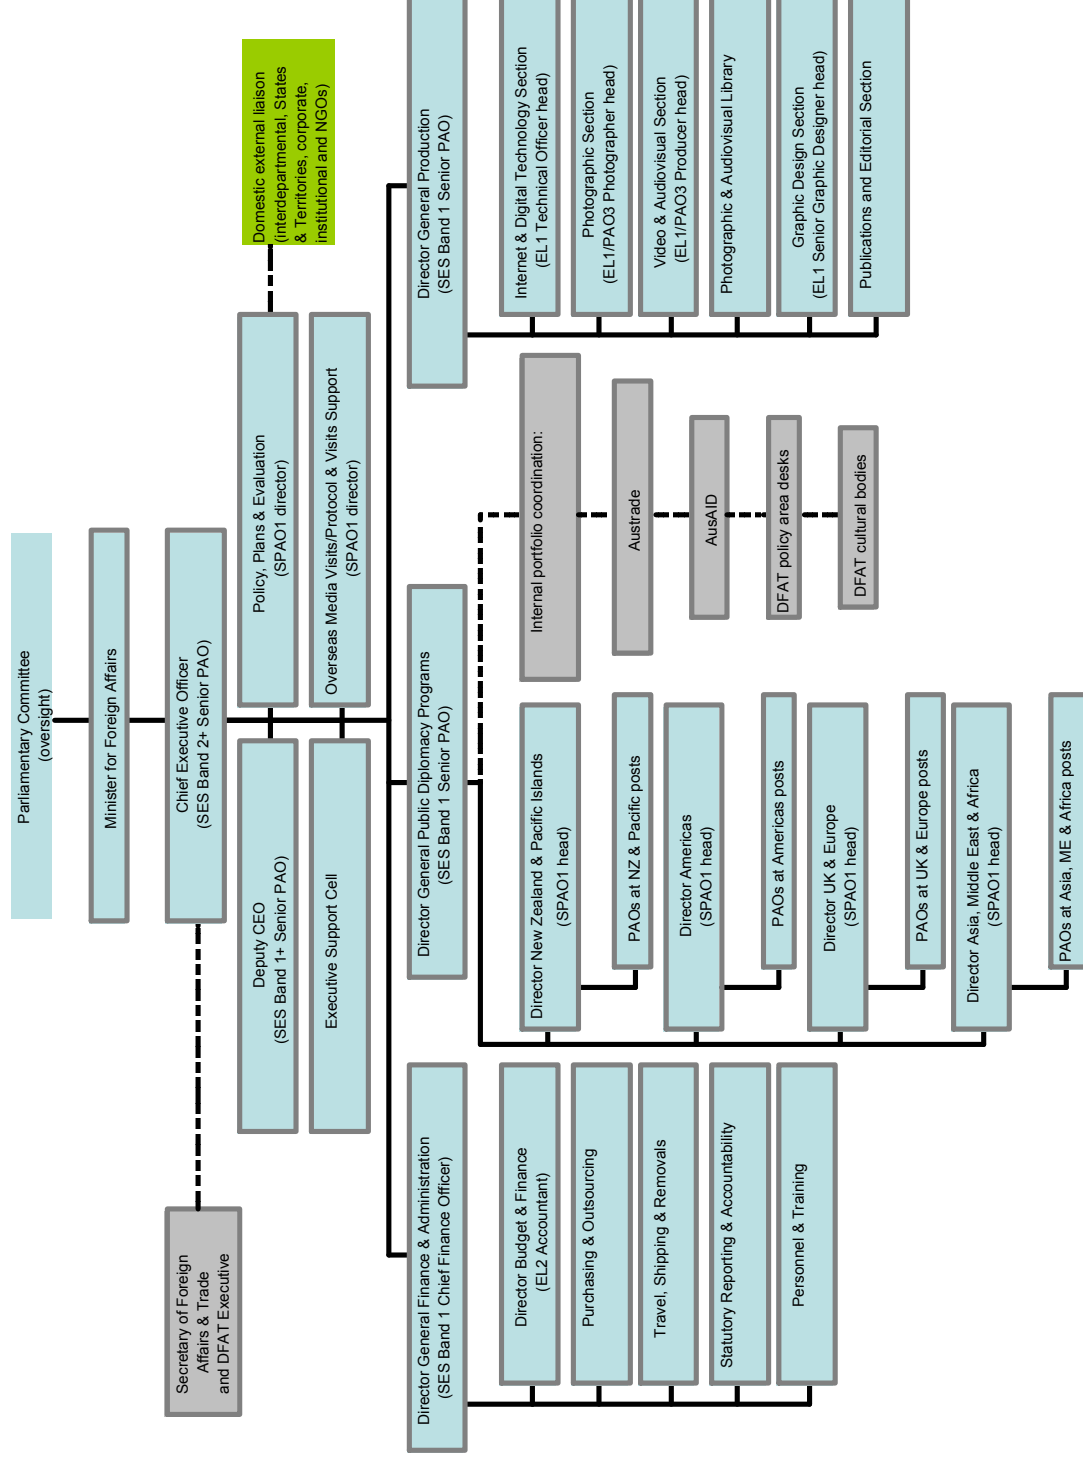 Parliamentary Committee
(oversight)
Minister for Foreign Affairs
Secretary of Foreign
Affairs & Trade
and DFAT Executive
Chief Executive Officer
(SES Band 2+ Senior PAO)
Deputy CEO
(SES Band 1+ Senior PAO)
Policy, Plans & Evaluation
(SPAO1 director)
Domestic external liaison
(interdepartmental, States
& Territories, corporate,
institutional and NGOs)
Executive Support Cell
Overseas Media Visits/Protocol & Visits Support
(SPAO1 director)
Director General Finance & Administration
(SES Band 1 Chief Finance Officer)
Director Budget & Finance
(EL2 Accountant)
Purchasing & Outsourcing
Travel, Shipping & Removals
Statutory Reporting & Accountability
Personnel & Training
Director General Public Diplomacy Programs
(SES Band 1 Senior PAO)
Director New Zealand & Pacific Islands
(SPAO1 head)
PAOs at NZ & Pacific posts
Director Americas
(SPAO1 head)
PAOs at Americas posts
Director UK & Europe
(SPAO1 head)
PAOs at UK & Europe posts
Director Asia, Middle East & Africa
(SPAO1 head)
PAOs at Asia, ME & Africa posts
Internal portfolio coordination:
Austrade
AusAID
DFAT policy area desks
DFAT cultural bodies
Director General Production
(SES Band 1 Senior PAO)
Internet & Digital Technology Section
(EL1 Technical Officer head)
Photographic Section
(EL1/PAO3 Photographer head)
Video & Audiovisual Section
(EL1/PAO3 Producer head)
Photographic & Audiovisual Library
Graphic Design Section
(EL1 Senior Graphic Designer head)
Publications and Editorial Section